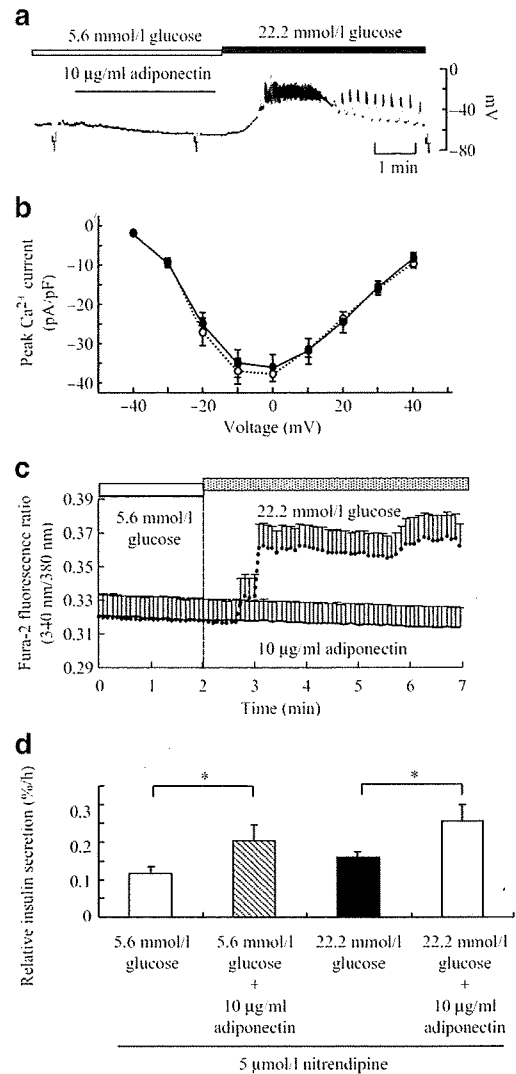 a
5.6 mmol/l glucose
22.2 mmol/l glucose
10 µg/ml adiponectin
0
−40
−80
mV
1 min
b
0
−10
−20
−30
−40
Peak Ca²⁺ current
(pA/pF)
−40
−20
0
20
40
Voltage (mV)
c
0.39
0.37
0.33
0.31
0.29
Fura-2 fluorescence ratio
(340 nm/380 nm)
5.6 mmol/l
glucose
22.2 mmol/l glucose
10 µg/ml adiponectin
0 1 2 3 4 5 6 7
Time (min)
d
Relative insulin secretion (%/h)
0.2
0.1
0
*
*
5.6 mmol/l
glucose
5.6 mmol/l
glucose
+
10 µg/ml
adiponectin
22.2 mmol/l
glucose
22.2 mmol/l
glucose
+
10 µg/ml
adiponectin
5 µmol/l nitrendipine